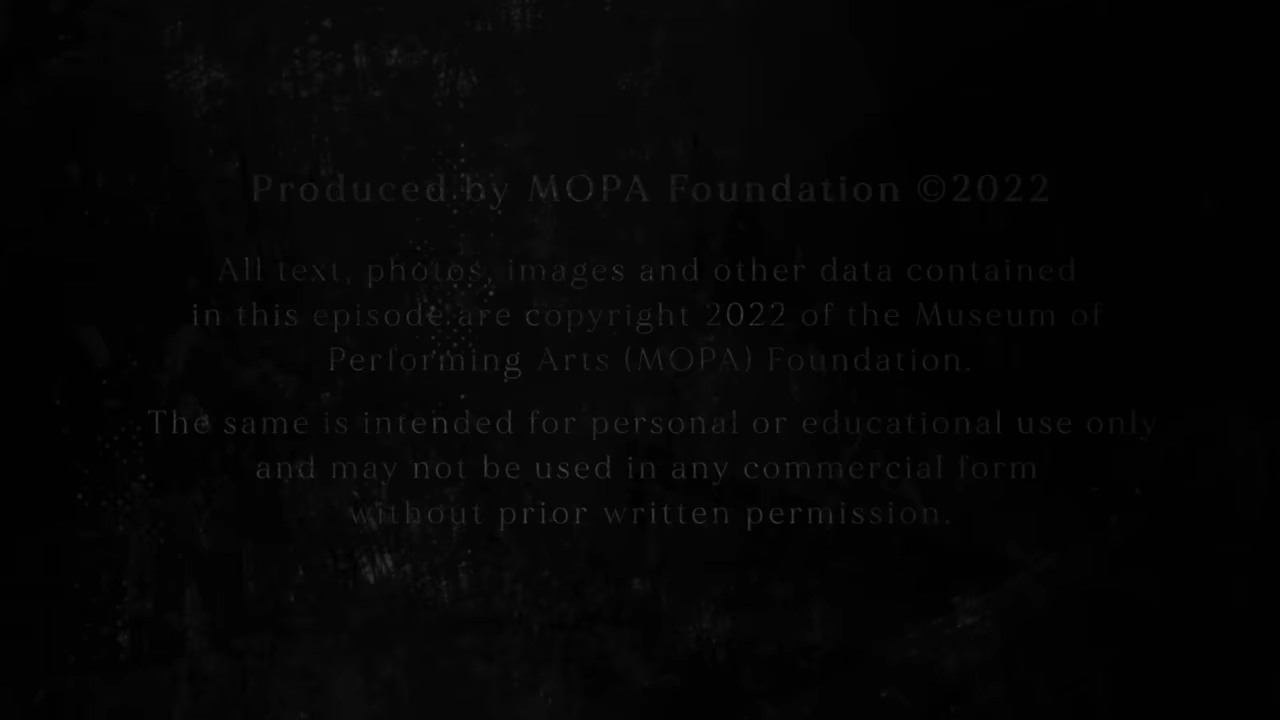 Produced by MOPA Foundation ©2022
All text, photos, images and other data contained
in this episode are copyright 2022 of the Museum of
Performing Arts (MOPA) Foundation.
The same is intended for personal or educational use only
and may not be used in any commercial form
without prior written permission.